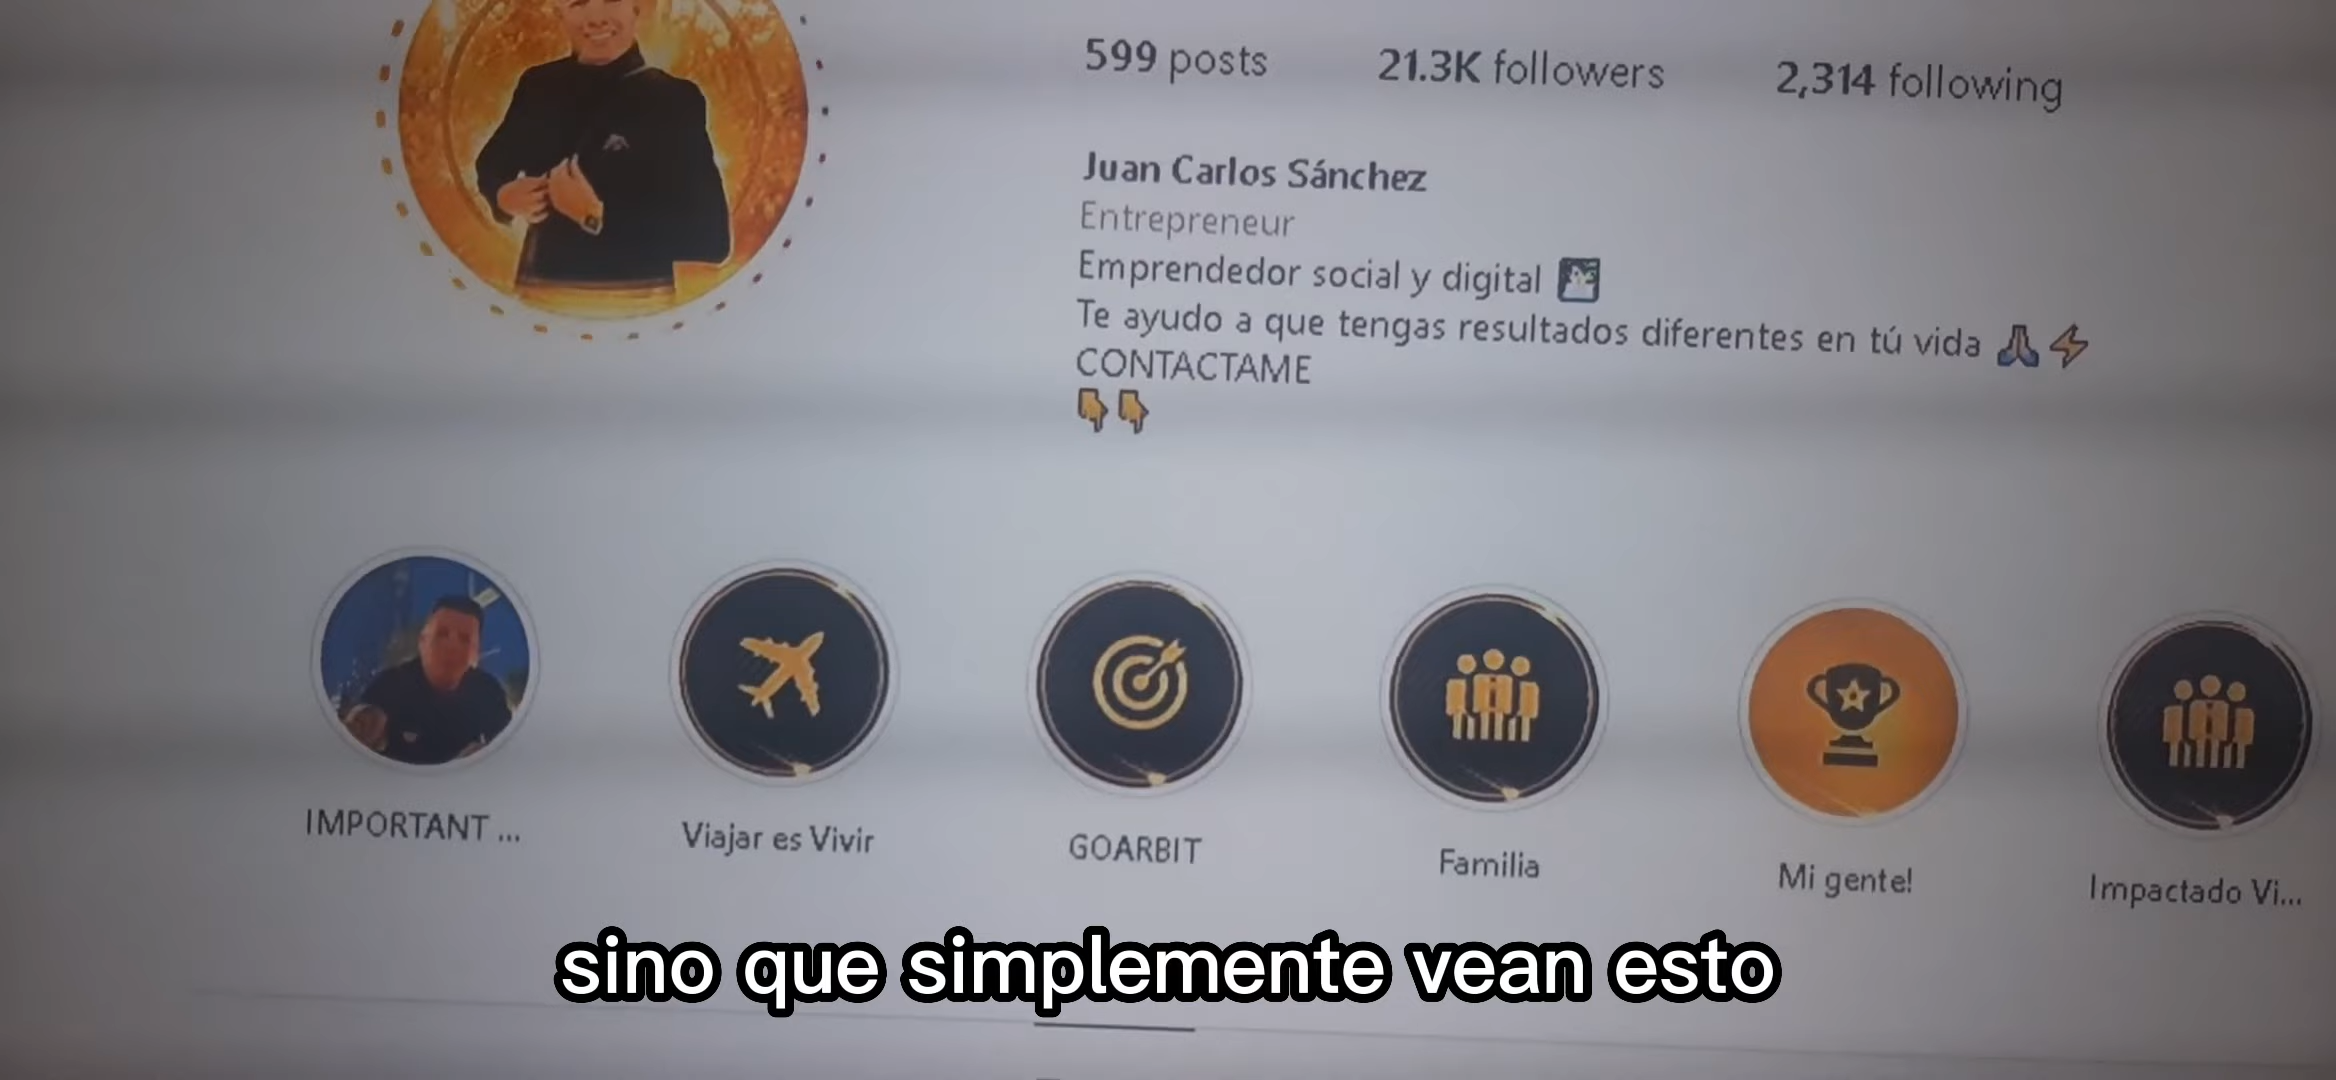 599 posts 21.3K followers 2,314 following
Juan Carlos Sánchez
Entrepreneur
Emprendedor social y digital
Te ayudo a que tengas resultados diferentes en tú vida 🙏⚡
CONTACTAME
👇👇
IMPORTANT ... Viajar es Vivir GOARBIT Familia Mi gente! Impactado Vi...
sino que simplemente vean esto